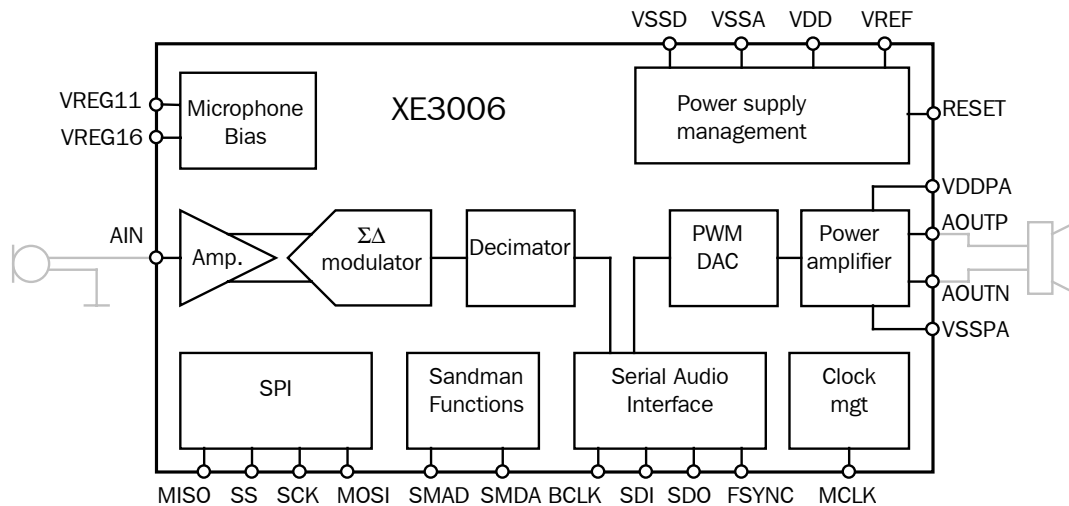 VSSD VSSA VDD VREF
VREG11
VREG16
Microphone
Bias
XE3006
Power supply
management
RESET
VDDPA
AIN
Amp.
ΣΔ
modulator
Decimator
PWM
DAC
Power
amplifier
AOUTP
AOUTN
VSSPA
SPI
Sandman
Functions
Serial Audio
Interface
Clock
mgt
MISO SS SCK MOSI SMAD SMDA BCLK SDI SDO FSYNC MCLK